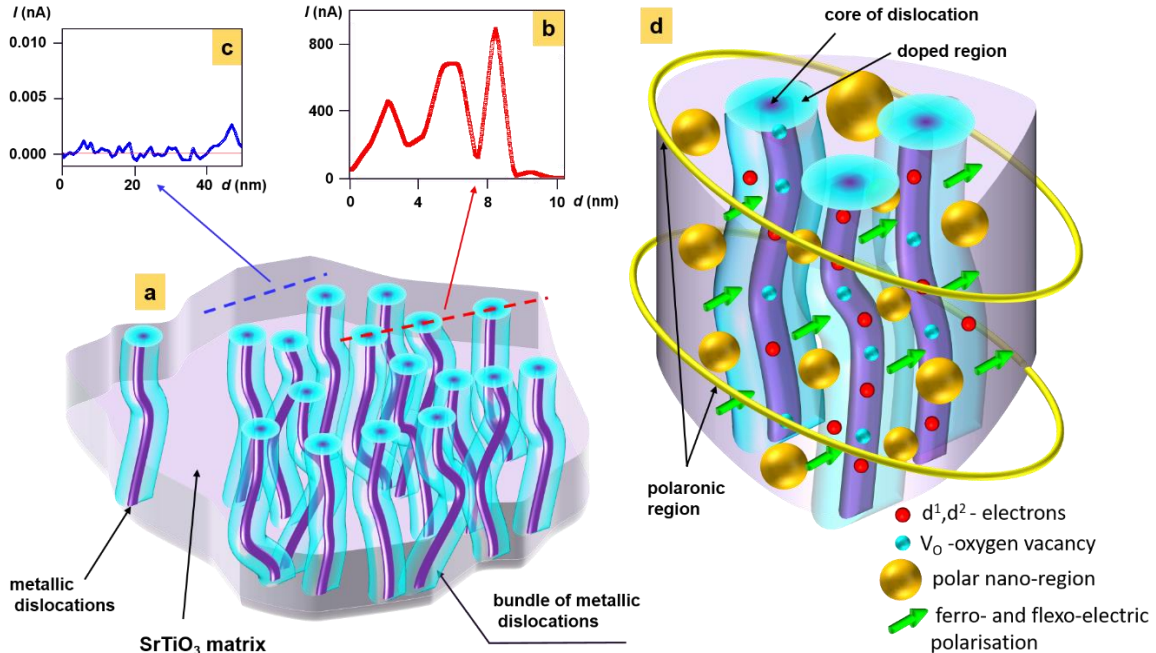 I (nA)
c
0.010
0.005
0.000
0
20
40
d (nm)
I (nA)
b
800
400
0
0
4
8
10
d (nm)
a
metallic
dislocations
SrTiO₃ matrix
bundle of metallic
dislocations
d
core of dislocation
doped region
polaronic
region
d¹,d² - electrons
V₀ -oxygen vacancy
polar nano-region
ferro- and flexo-electric
polarisation